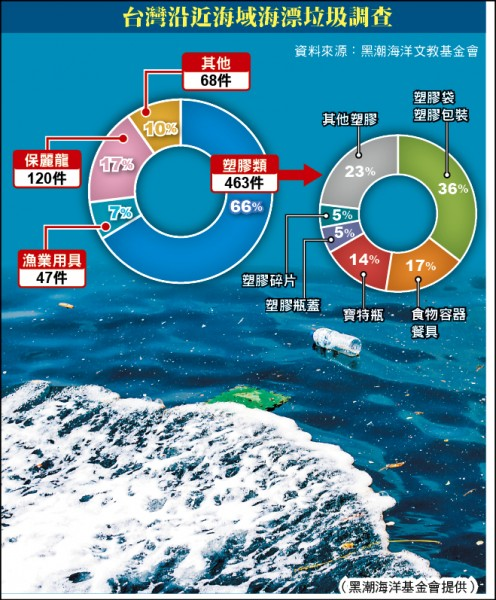 台灣沿近海域海漂垃圾調查
資料來源：黑潮海洋文教基金會
其他
68件
10%
保麗龍
120件
17%
漁業用具
47件
7%
塑膠類
463件
66%
塑膠袋
塑膠包裝
36%
其他塑膠
23%
5%
塑膠碎片
5%
塑膠瓶蓋
14%
寶特瓶
17%
食物容器
餐具
（黑潮海洋基金會提供）